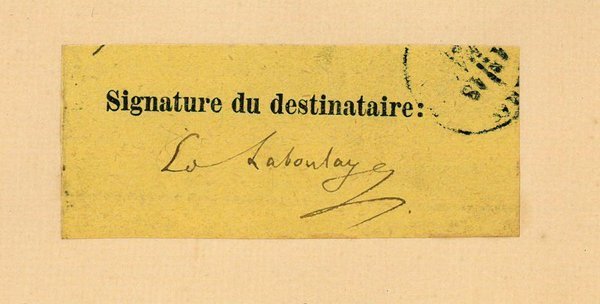 Signature du destinataire:
Ed Laboulaye